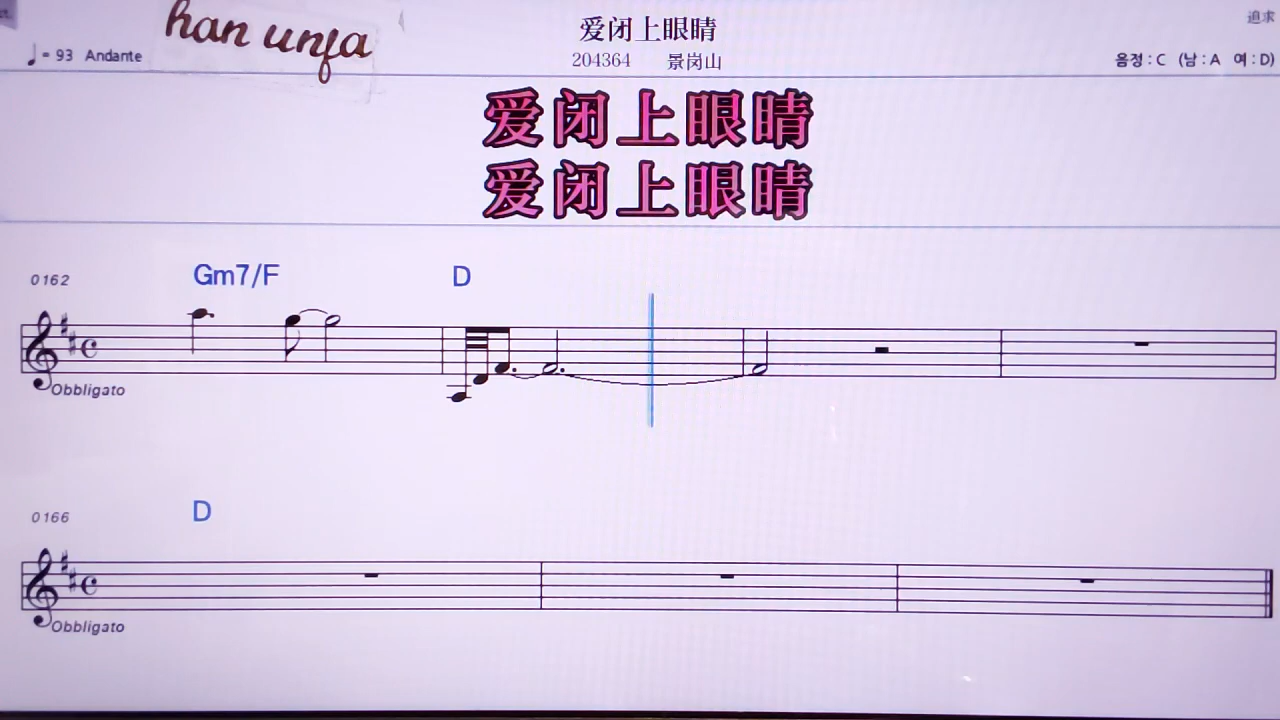 han unfa
爱闭上眼睛
追求
♩= 93 Andante
204364 景岗山
음정 : C (남 : A 여 : D)
爱闭上眼睛
爱闭上眼睛
0162 Gm7/F D
Obbligato
0166 D
Obbligato